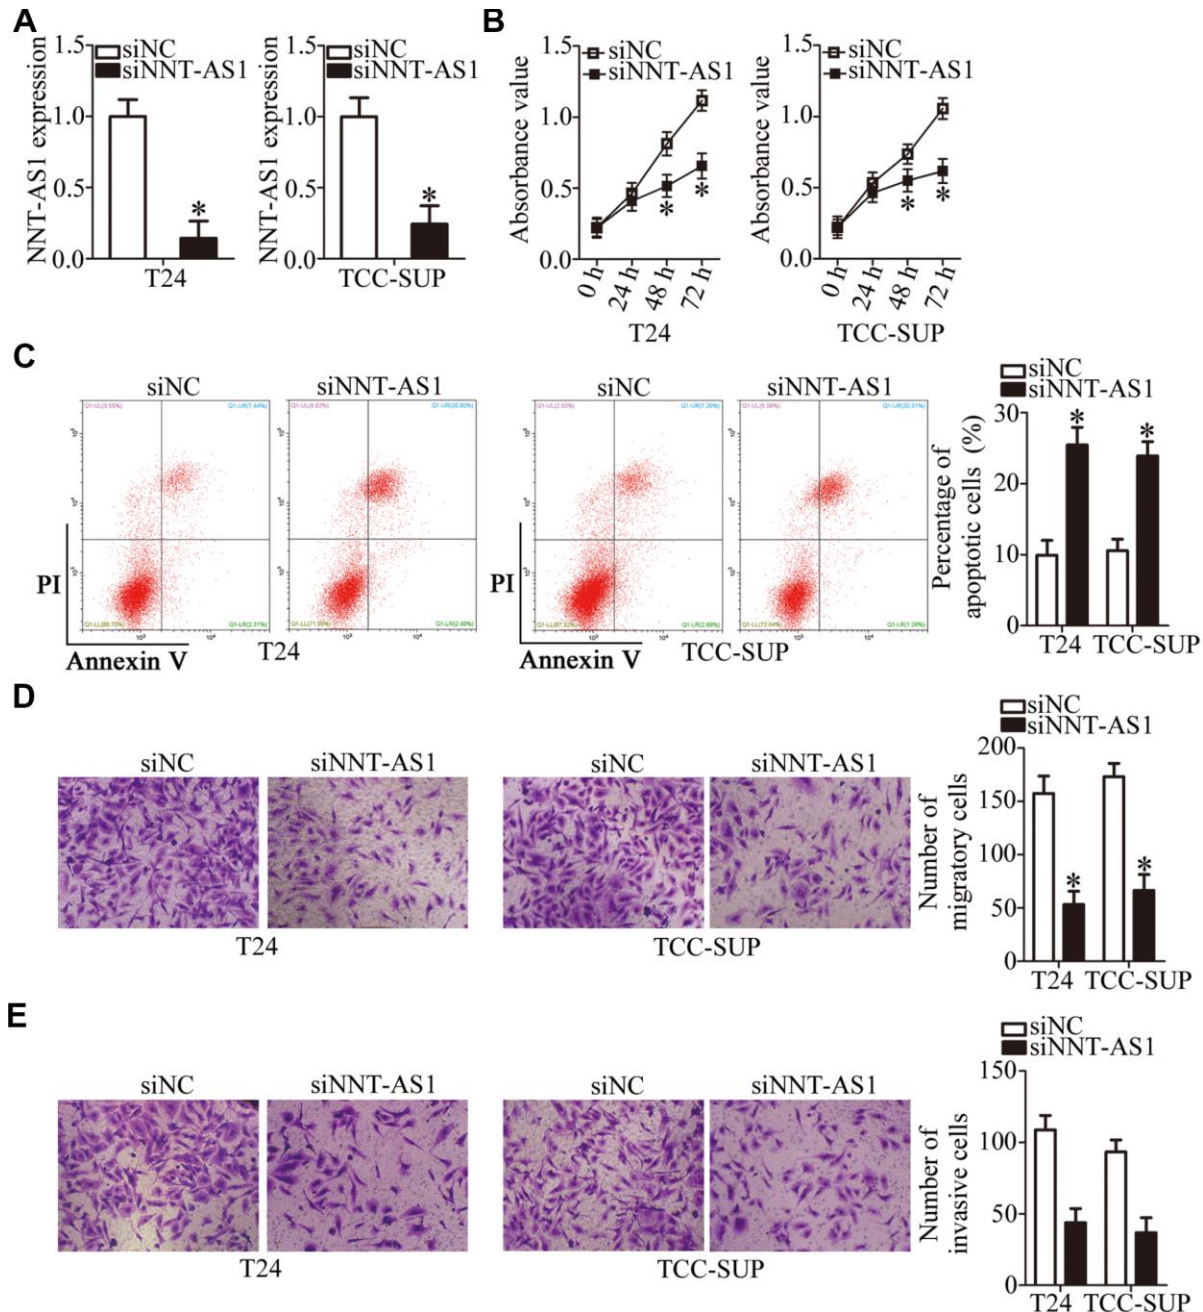 A
NNT-AS1 expression
1.5
1.0
0.5
0.0
siNC
siNNT-AS1
*
T24
NNT-AS1 expression
1.5
1.0
0.5
0.0
siNC
siNNT-AS1
*
TCC-SUP
B
Absorbance value
1.5
1.0
0.5
0.0
siNC
siNNT-AS1
* *
0 h
24 h
48 h
72 h
T24
Absorbance value
1.5
1.0
0.5
0.0
siNC
siNNT-AS1
* *
0 h
24 h
48 h
72 h
TCC-SUP
C
siNC
siNNT-AS1
siNC
siNNT-AS1
Q1-UR(7.44%)
PI
Annexin V
T24
PI
Annexin V
TCC-SUP
siNC
siNNT-AS1
Percentage of
apoptotic cells (%)
30
20
10
0
* *
T24
TCC-SUP
D
siNC
siNNT-AS1
T24
siNC
siNNT-AS1
TCC-SUP
siNC
siNNT-AS1
Number of
migratory cells
200
150
100
50
0
* *
T24
TCC-SUP
E
siNC
siNNT-AS1
T24
siNC
siNNT-AS1
TCC-SUP
siNC
siNNT-AS1
Number of
invasive cells
150
100
50
0
T24
TCC-SUP